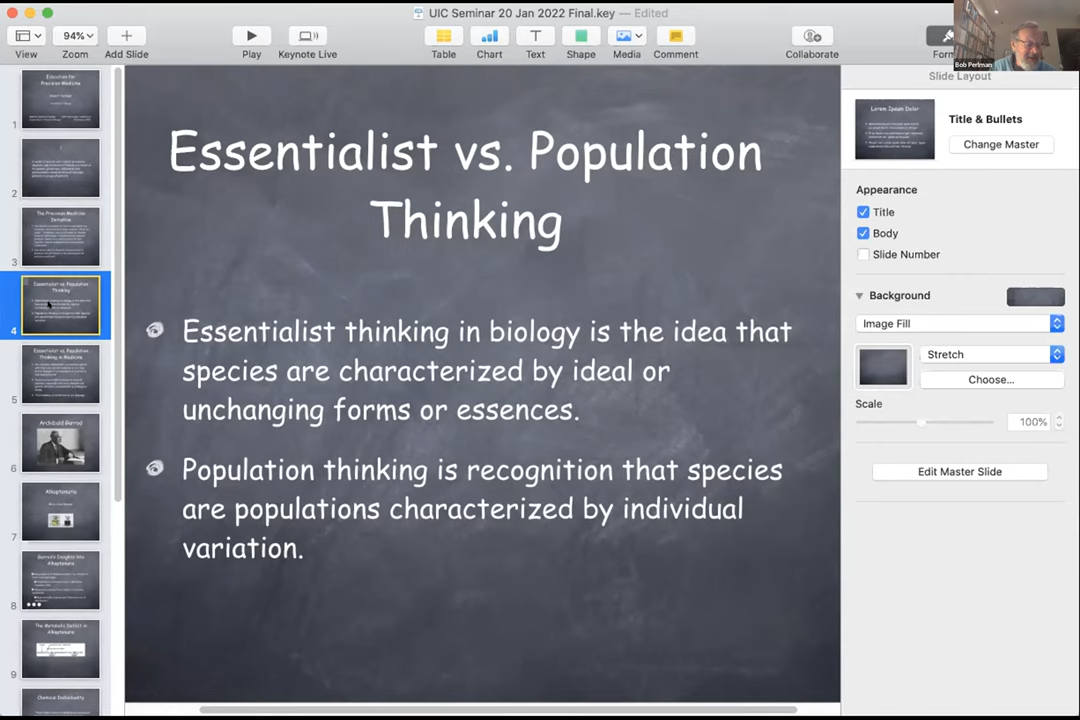 UIC Seminar 20 Jan 2022 Final.key — Edited
94%
View
Zoom
Add Slide
Play
Keynote Live
Table
Chart
Text
Shape
Media
Comment
Collaborate
Form
Bob Perlman
Slide Layout
Education for
Precision Medicine
1
2
The Precision Medicine
Initiative
3
Essentialist vs. Population
Thinking
4
Essentialist vs. Population
Thinking in Medicine
5
Archibald Garrod
6
Alkaptonuria
7
Garrod's Insights into
Alkaptonuria
8
The Metabolic Defect in
Alkaptonuria
9
Chemical Individuality
Essentialist vs. Population
Thinking
Essentialist thinking in biology is the idea that
species are characterized by ideal or
unchanging forms or essences.
Population thinking is recognition that species
are populations characterized by individual
variation.
Lorem Ipsum Dolor
Title & Bullets
Change Master
Appearance
Title
Body
Slide Number
Background
Image Fill
Stretch
Choose...
Scale
100%
Edit Master Slide